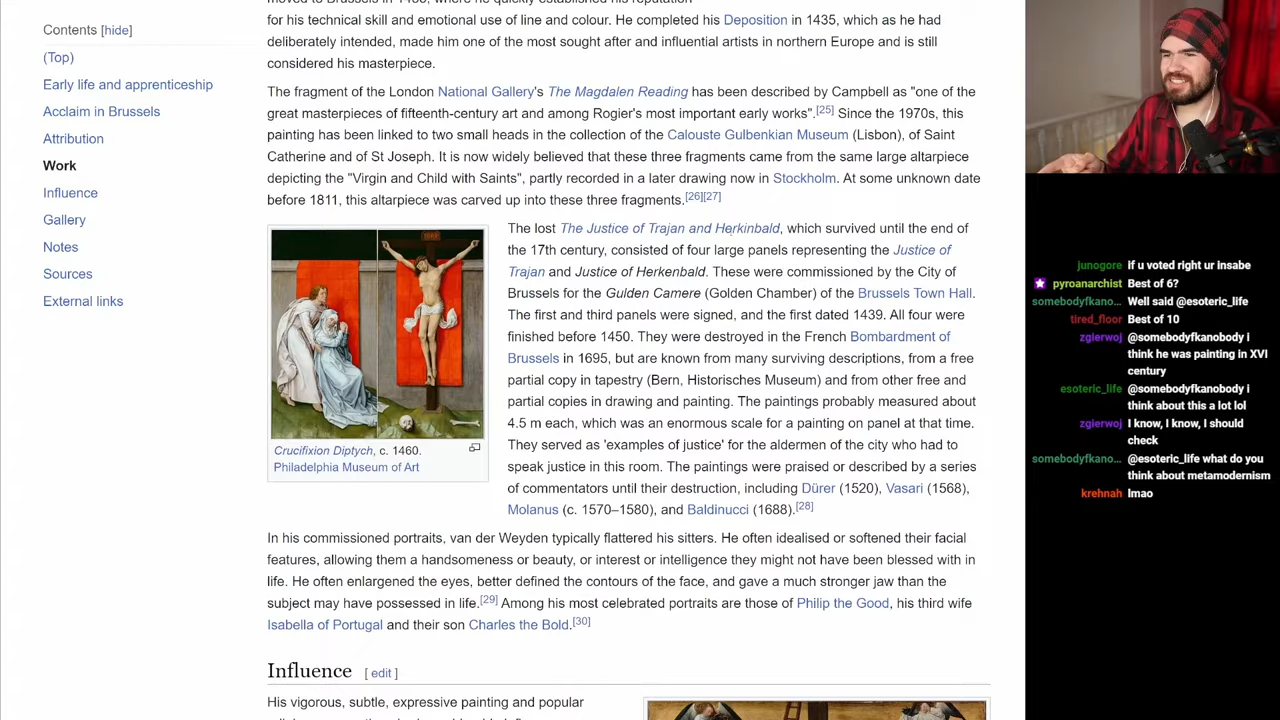 Contents [hide]
(Top)
Early life and apprenticeship
Acclaim in Brussels
Attribution
Work
Influence
Gallery
Notes
Sources
External links
for his technical skill and emotional use of line and colour. He completed his Deposition in 1435, which as he had
deliberately intended, made him one of the most sought after and influential artists in northern Europe and is still
considered his masterpiece.
The fragment of the London National Gallery's The Magdalen Reading has been described by Campbell as "one of the
great masterpieces of fifteenth-century art and among Rogier's most important early works".[25] Since the 1970s, this
painting has been linked to two small heads in the collection of the Calouste Gulbenkian Museum (Lisbon), of Saint
Catherine and of St Joseph. It is now widely believed that these three fragments came from the same large altarpiece
depicting the "Virgin and Child with Saints", partly recorded in a later drawing now in Stockholm. At some unknown date
before 1811, this altarpiece was carved up into these three fragments.[26][27]
Crucifixion Diptych, c. 1460.
Philadelphia Museum of Art
The lost The Justice of Trajan and Herkinbald, which survived until the end of
the 17th century, consisted of four large panels representing the Justice of
Trajan and Justice of Herkenbald. These were commissioned by the City of
Brussels for the Gulden Camere (Golden Chamber) of the Brussels Town Hall.
The first and third panels were signed, and the first dated 1439. All four were
finished before 1450. They were destroyed in the French Bombardment of
Brussels in 1695, but are known from many surviving descriptions, from a free
partial copy in tapestry (Bern, Historisches Museum) and from other free and
partial copies in drawing and painting. The paintings probably measured about
4.5 m each, which was an enormous scale for a painting on panel at that time.
They served as 'examples of justice' for the aldermen of the city who had to
speak justice in this room. The paintings were praised or described by a series
of commentators until their destruction, including Dürer (1520), Vasari (1568),
Molanus (c. 1570–1580), and Baldinucci (1688).[28]
In his commissioned portraits, van der Weyden typically flattered his sitters. He often idealised or softened their facial
features, allowing them a handsomeness or beauty, or interest or intelligence they might not have been blessed with in
life. He often enlarged the eyes, better defined the contours of the face, and gave a much stronger jaw than the
subject may have possessed in life.[29] Among his most celebrated portraits are those of Philip the Good, his third wife
Isabella of Portugal and their son Charles the Bold.[30]
Influence [ edit ]
His vigorous, subtle, expressive painting and popular
junogore if u voted right ur insabe
pyroanarchist Best of 6?
somebodyfkano... Well said @esoteric_life
tired_floor Best of 10
zgierwoj @somebodyfkanobody i
think he was painting in XVI
century
esoteric_life @somebodyfkanobody i
think about this a lot lol
zgierwoj I know, I know, I should
check
somebodyfkano... @esoteric_life what do you
think about metamodernism
krehnah lmao